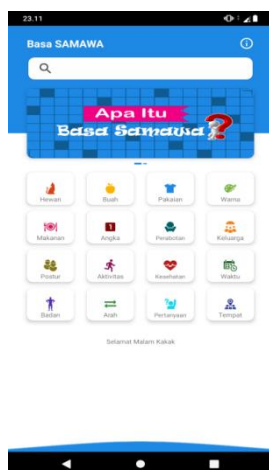 23.11
Basa SAMAWA
Apa Itu
Basa Samawa ?
Hewan Buah Pakaian Warna
Makanan Angka Perabotan Keluarga
Postur Aktivitas Kesehatan Waktu
Badan Arah Pertanyaan Tempat
Selamat Malam Kakak